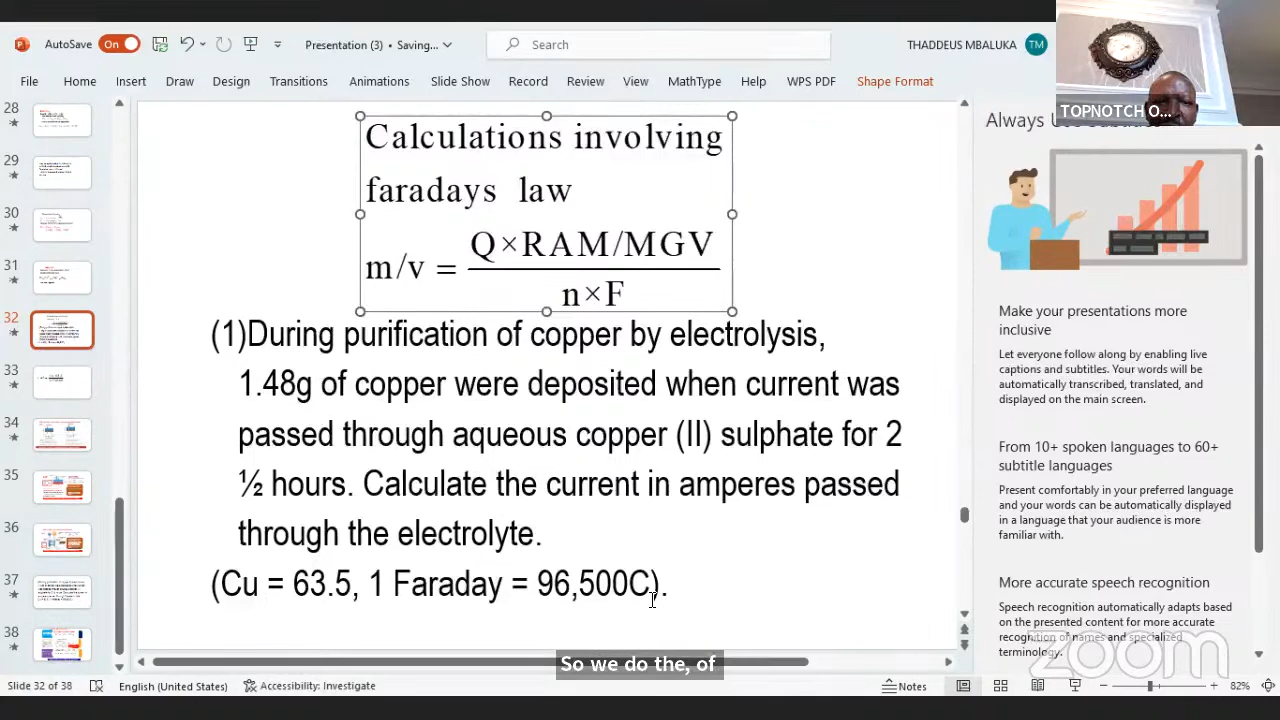 AutoSave On Presentation (3) • Saving... Search THADDEUS MBALUKA TM
File Home Insert Draw Design Transitions Animations Slide Show Record Review View MathType Help WPS PDF Shape Format
TOPNOTCH O...
28
29
30
31
32
33
34
35
36
37
38
Calculations involving
faradays law
m/v = Q×RAM/MGV
n×F
(1)During purification of copper by electrolysis,
1.48g of copper were deposited when current was
passed through aqueous copper (II) sulphate for 2
½ hours. Calculate the current in amperes passed
through the electrolyte.
(Cu = 63.5, 1 Faraday = 96,500C).
Make your presentations more
inclusive
Let everyone follow along by enabling live
captions and subtitles. Your words will be
automatically transcribed, translated, and
displayed on the main screen.
From 10+ spoken languages to 60+
subtitle languages
Present comfortably in your preferred language
and your words can be automatically displayed
in a language that your audience is more
familiar with.
More accurate speech recognition
Speech recognition automatically adapts based
on the presented content for more accurate
recognition of names and specialized
terminology.
zoom
So we do the, of
Slide 32 of 38 English (United States) Accessibility: Investigate Notes 82%